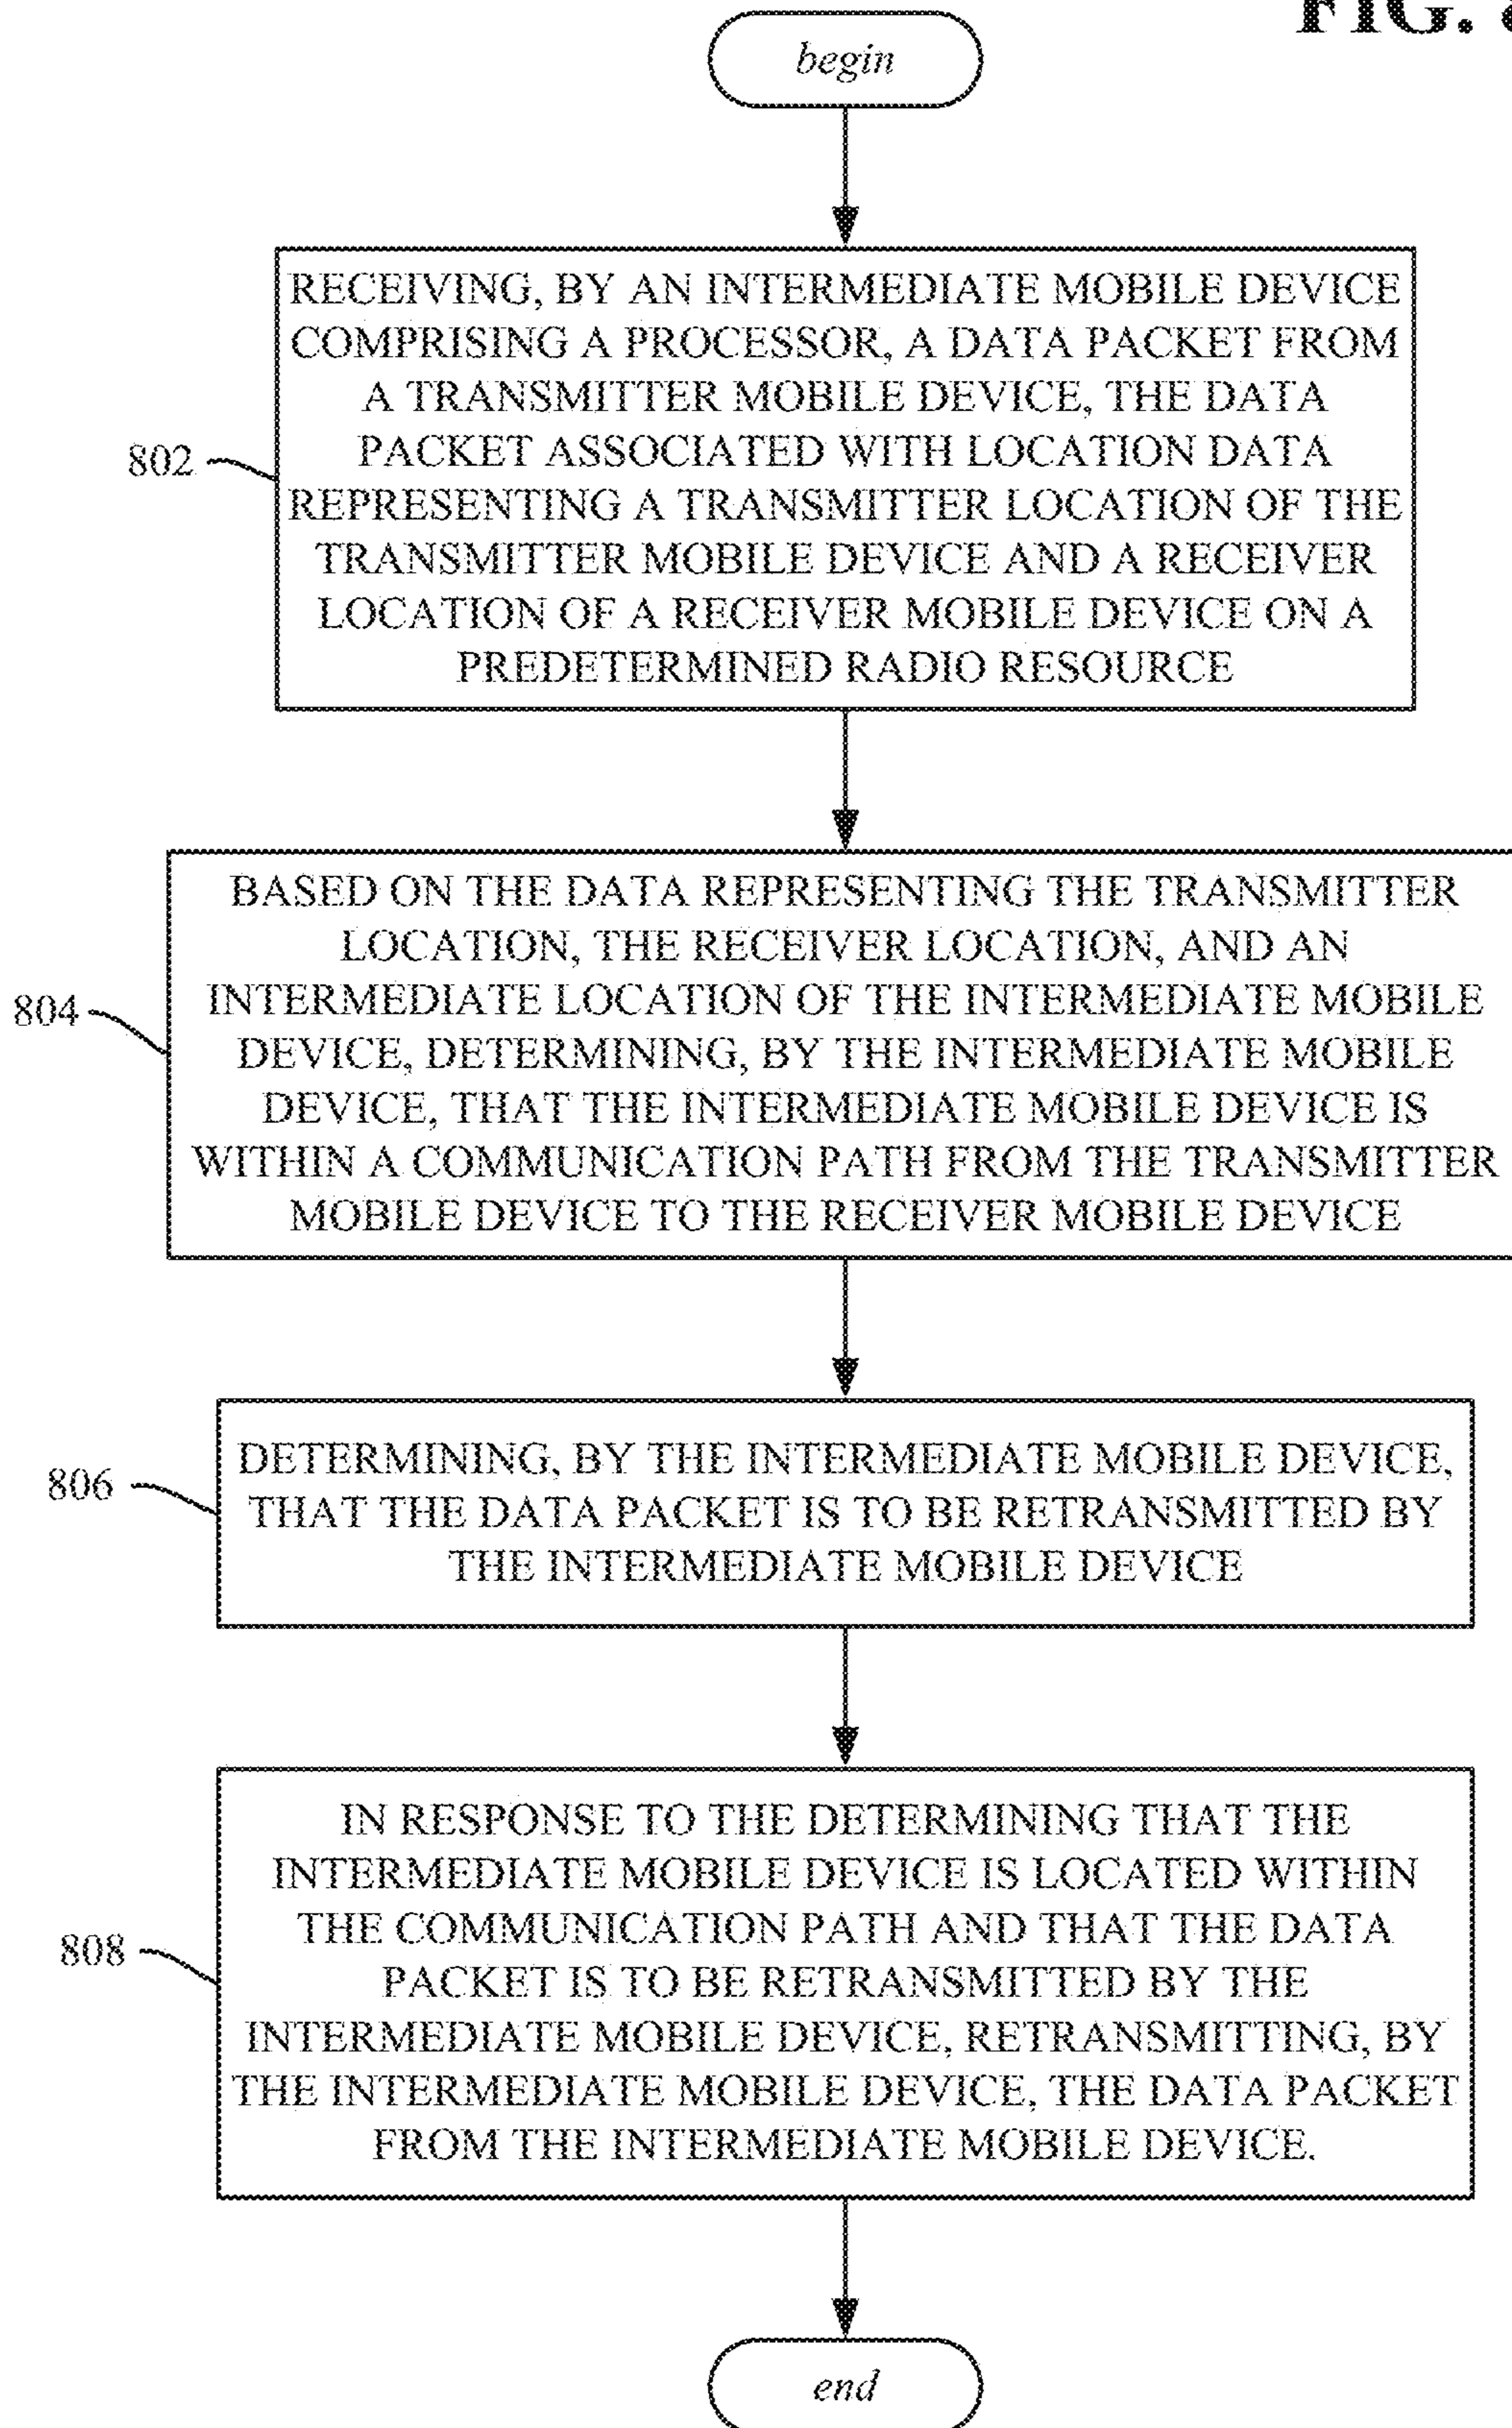 FIG. 8
begin
RECEIVING, BY AN INTERMEDIATE MOBILE DEVICE
COMPRISING A PROCESSOR, A DATA PACKET FROM
A TRANSMITTER MOBILE DEVICE, THE DATA
PACKET ASSOCIATED WITH LOCATION DATA
802
REPRESENTING A TRANSMITTER LOCATION OF THE
TRANSMITTER MOBILE DEVICE AND A RECEIVER
LOCATION OF A RECEIVER MOBILE DEVICE ON A
PREDETERMINED RADIO RESOURCE
BASED ON THE DATA REPRESENTING THE TRANSMITTER
LOCATION, THE RECEIVER LOCATION, AND AN
INTERMEDIATE LOCATION OF THE INTERMEDIATE MOBILE
804
DEVICE, DETERMINING, BY THE INTERMEDIATE MOBILE
DEVICE, THAT THE INTERMEDIATE MOBILE DEVICE IS
WITHIN A COMMUNICATION PATH FROM THE TRANSMITTER
MOBILE DEVICE TO THE RECEIVER MOBILE DEVICE
806
DETERMINING, BY THE INTERMEDIATE MOBILE DEVICE,
THAT THE DATA PACKET IS TO BE RETRANSMITTED BY
THE INTERMEDIATE MOBILE DEVICE
IN RESPONSE TO THE DETERMINING THAT THE
INTERMEDIATE MOBILE DEVICE IS LOCATED WITHIN
THE COMMUNICATION PATH AND THAT THE DATA
808
PACKET IS TO BE RETRANSMITTED BY THE
INTERMEDIATE MOBILE DEVICE, RETRANSMITTING, BY
THE INTERMEDIATE MOBILE DEVICE, THE DATA PACKET
FROM THE INTERMEDIATE MOBILE DEVICE.
end